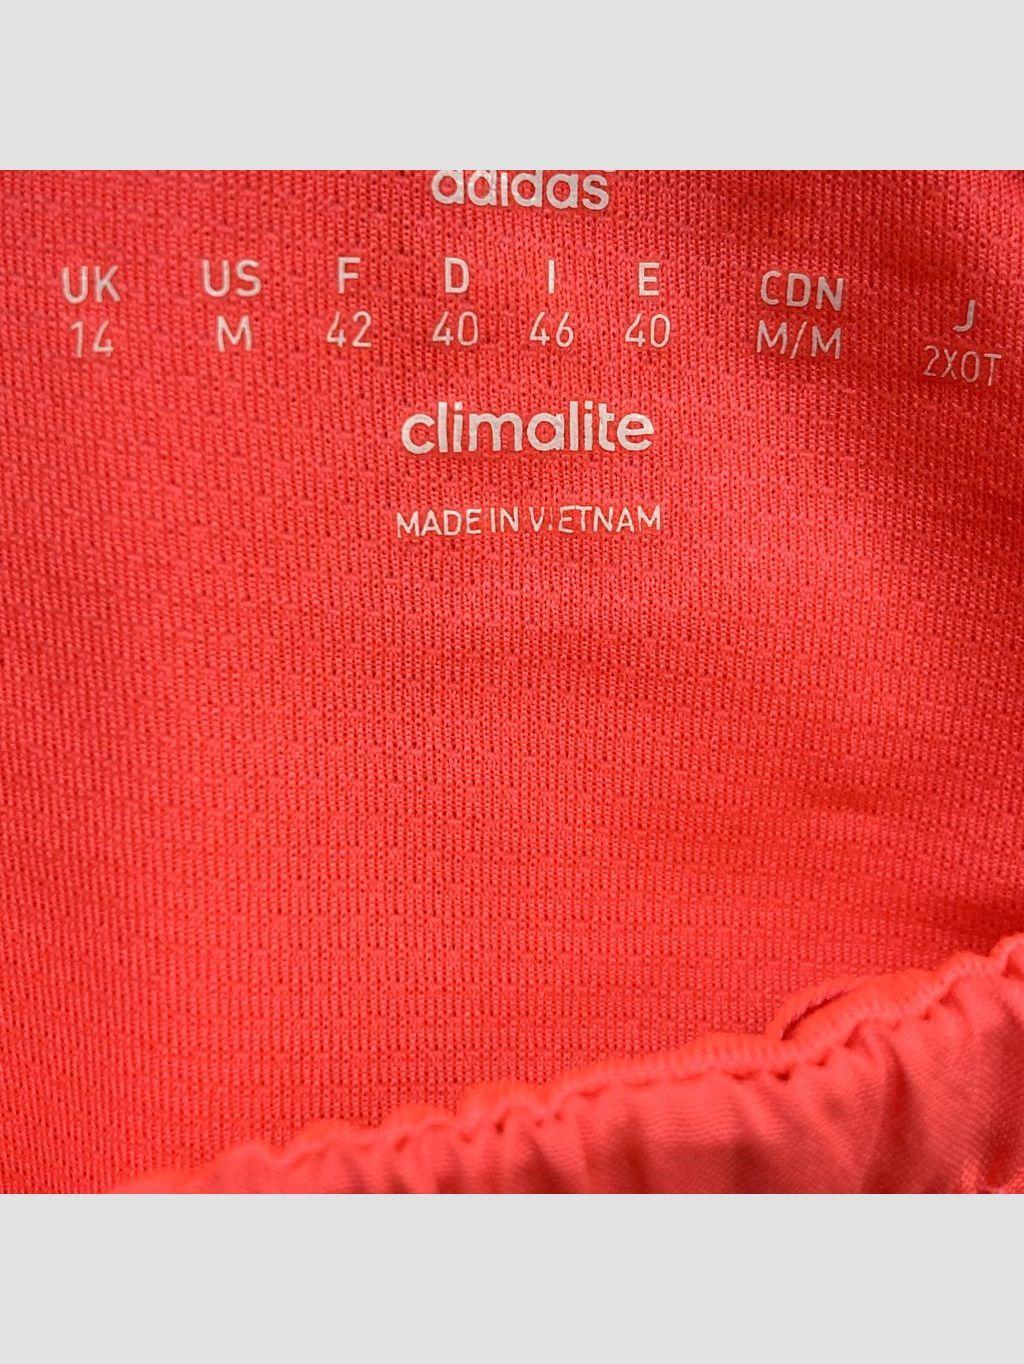 adidas
UK US F D I E CDN J
14 M 42 40 46 40 M/M 2XOT
climalite
MADE IN VIETNAM